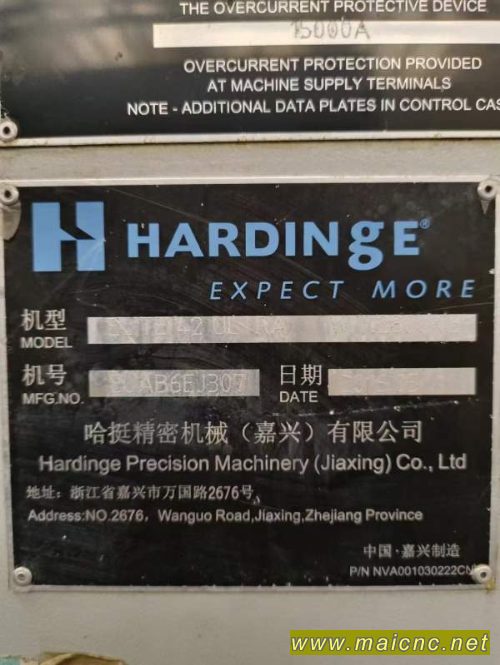 THE OVERCURRENT PROTECTIVE DEVICE
15000A
OVERCURRENT PROTECTION PROVIDED
AT MACHINE SUPPLY TERMINALS
NOTE - ADDITIONAL DATA PLATES IN CONTROL CAS
HARDINGE®
EXPECT MORE
机型
MODEL
42 ULTRA
机号
MFG.NO.
日期
DATE
哈挺精密机械（嘉兴）有限公司
Hardinge Precision Machinery (Jiaxing) Co., Ltd
地址: 浙江省嘉兴市万国路2676号
Address:NO.2676，Wanguo Road,Jiaxing,Zhejiang Province
中国·嘉兴制造
P/N NVA001030222CN
www.maicnc.net